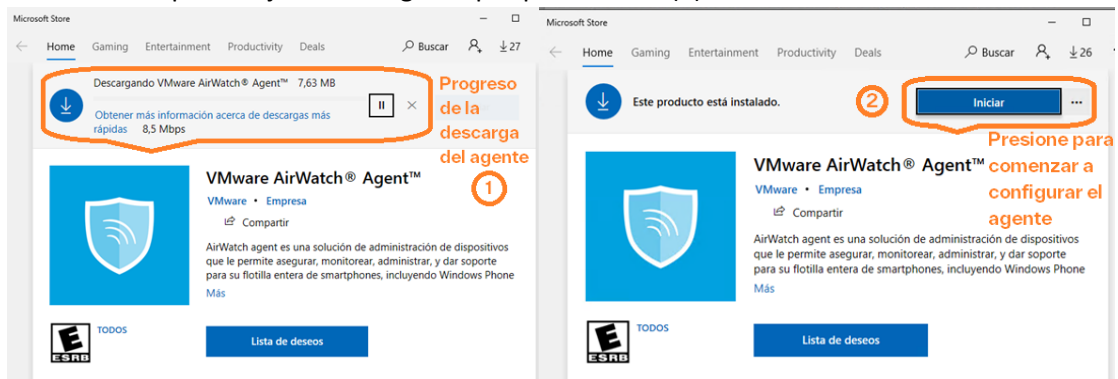 Microsoft Store
Home Gaming Entertainment Productivity Deals Buscar 27
Descargando VMware AirWatch® Agent™ 7,63 MB
Obtener más información acerca de descargas más
rápidas 8,5 Mbps
Progreso
de la
descarga
del agente
1
VMware AirWatch® Agent™
VMware • Empresa
Compartir
AirWatch agent es una solución de administración de dispositivos
que le permite asegurar, monitorear, administrar, y dar soporte
para su flotilla entera de smartphones, incluyendo Windows Phone
Más
E
ESRB
TODOS
Lista de deseos
Microsoft Store
Home Gaming Entertainment Productivity Deals Buscar 26
Este producto está instalado.
2
Iniciar
Presione para
comenzar a
configurar el
agente
VMware AirWatch® Agent™
VMware • Empresa
Compartir
AirWatch agent es una solución de administración de dispositivos
que le permite asegurar, monitorear, administrar, y dar soporte
para su flotilla entera de smartphones, incluyendo Windows Phone
Más
E
ESRB
TODOS
Lista de deseos